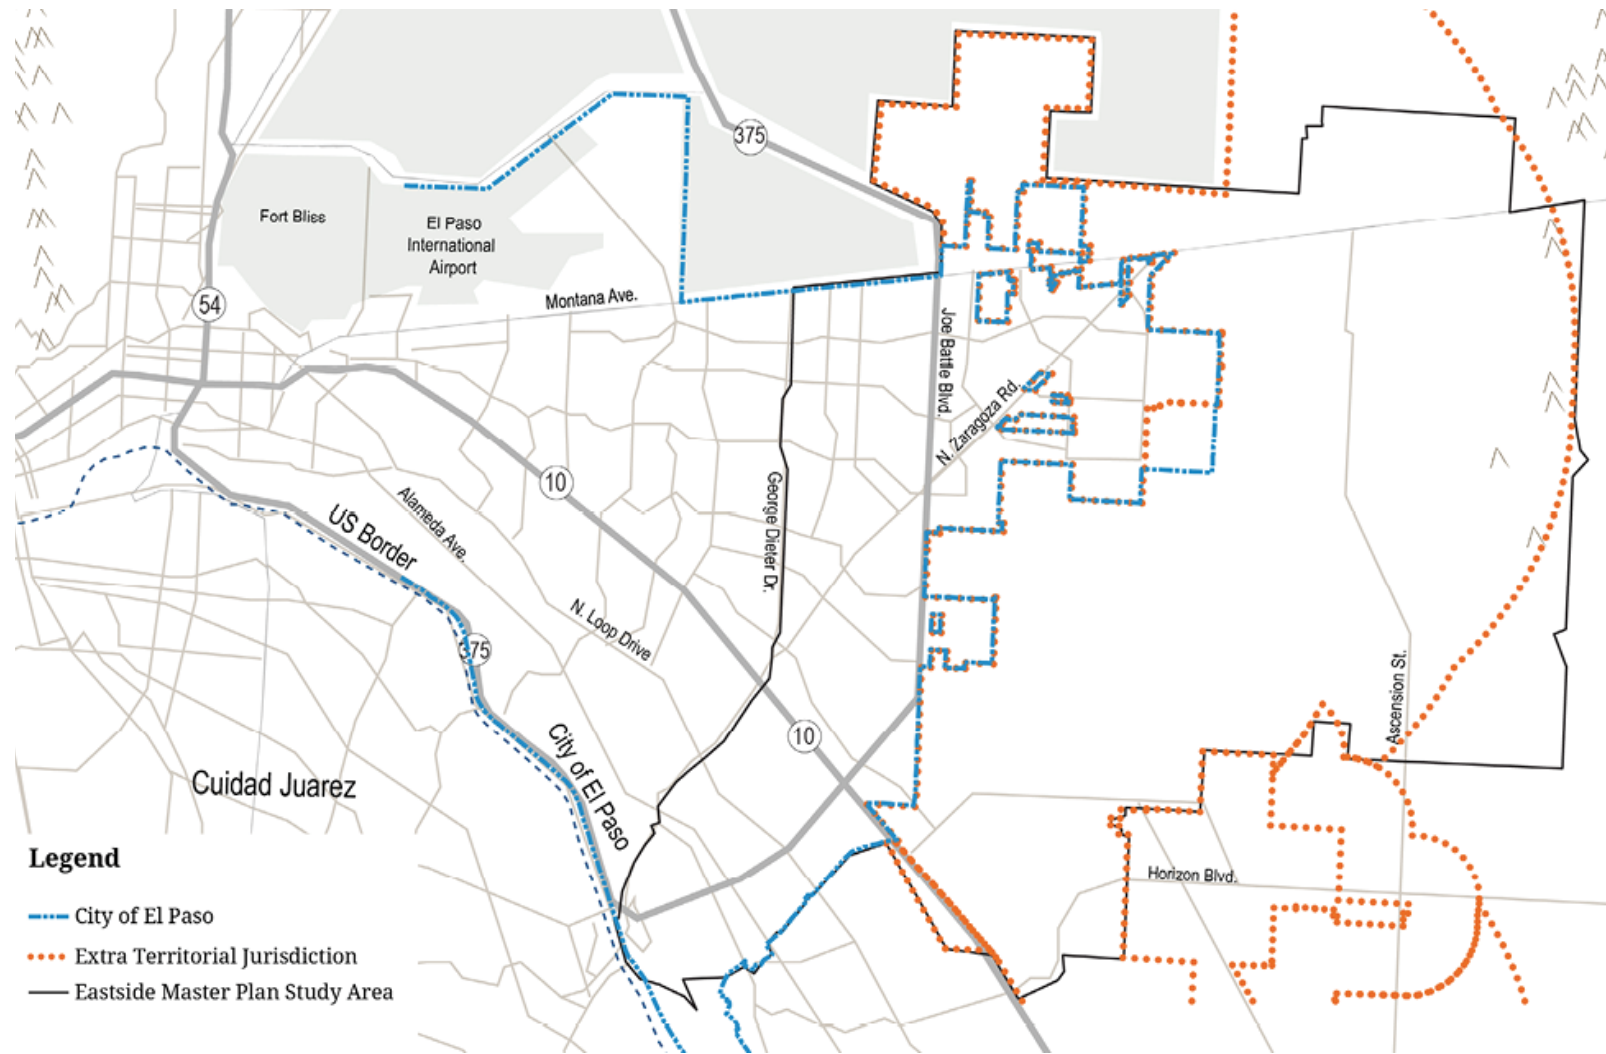 375
Fort Bliss
El Paso
International
Airport
54
Montana Ave.
Joe Battle Blvd.
N. Zaragoza Rd.
10
George Dieter Dr.
Alameda Ave.
US Border
N. Loop Drive
375
Ascension St.
10
City of El Paso
Cuidad Juarez
Horizon Blvd.
Legend
City of El Paso
Extra Territorial Jurisdiction
Eastside Master Plan Study Area